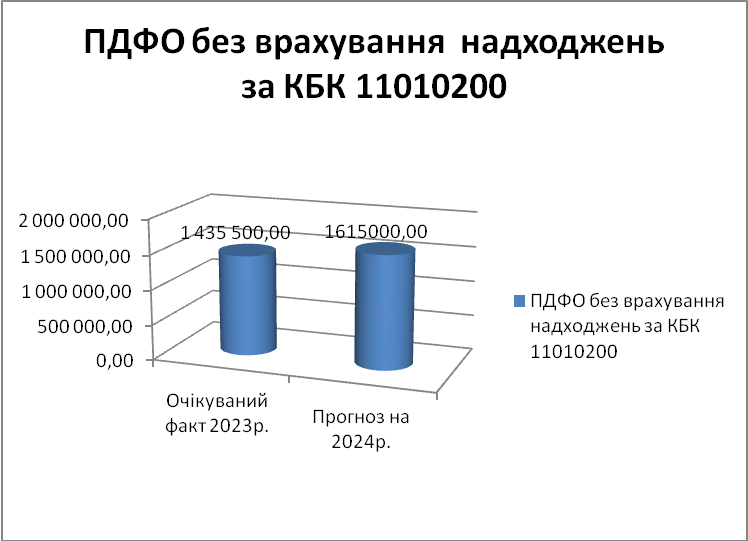 ПДФО без врахування  надходжень
за КБК 11010200
2 000 000,00
1 500 000,00
1 000 000,00
500 000,00
0,00
1 435 500,00
1615000,00
Очікуваний
факт 2023р.
Прогноз на
2024р.
ПДФО без врахування
надходжень за КБК
11010200